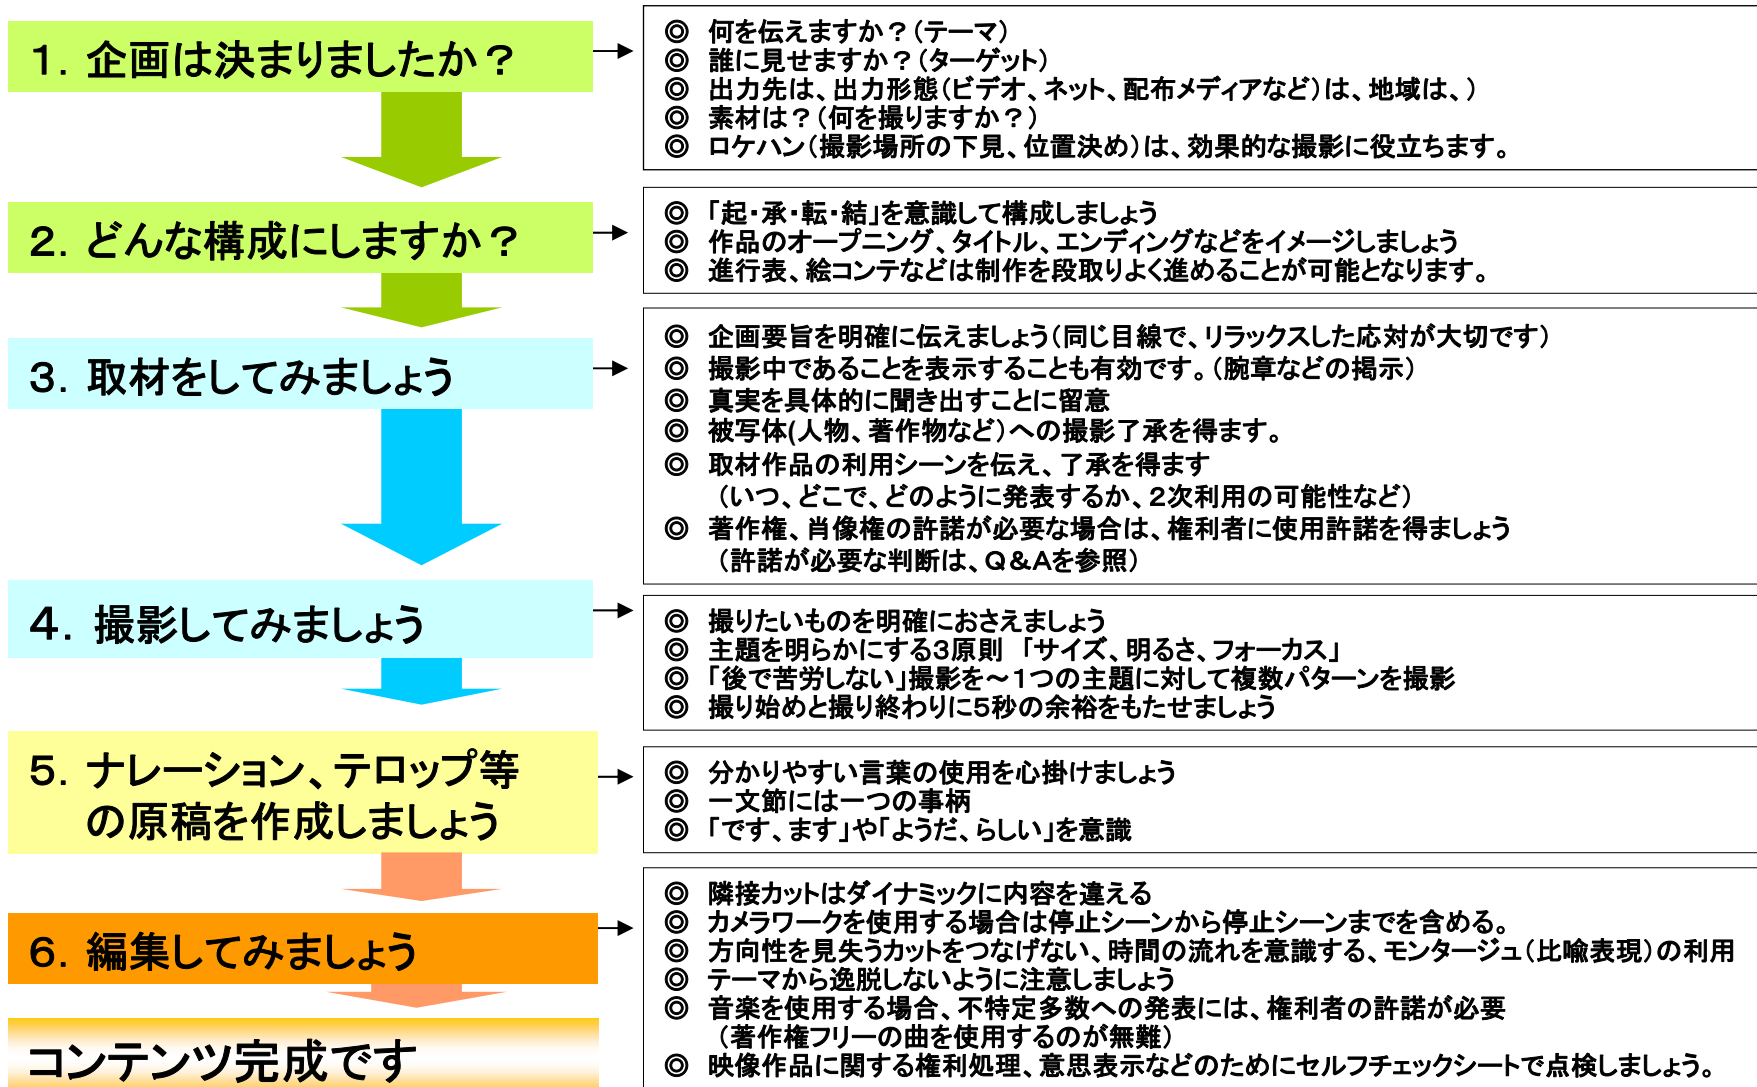 1．企画は決まりましたか？
◎　何を伝えますか？（テーマ）
◎　誰に見せますか？（ターゲット）
◎　出力先は、出力形態（ビデオ、ネット、配布メディアなど）は、地域は、）
◎　素材は？（何を撮りますか？）
◎　ロケハン（撮影場所の下見、位置決め）は、効果的な撮影に役立ちます。
2．どんな構成にしますか？
◎　「起・承・転・結」を意識して構成しましょう
◎　作品のオープニング、タイトル、エンディングなどをイメージしましょう
◎　進行表、絵コンテなどは制作を段取りよく進めることが可能となります。
3．取材をしてみましょう
◎　企画要旨を明確に伝えましょう（同じ目線で、リラックスした応対が大切です）
◎　撮影中であることを表示することも有効です。（腕章などの掲示）
◎　真実を具体的に聞き出すことに留意
◎　被写体(人物、著作物など）への撮影了承を得ます。
◎　取材作品の利用シーンを伝え、了承を得ます
（いつ、どこで、どのように発表するか、２次利用の可能性など）
◎　著作権、肖像権の許諾が必要な場合は、権利者に使用許諾を得ましょう
（許諾が必要な判断は、Ｑ＆Ａを参照）
4．撮影してみましょう
◎　撮りたいものを明確におさえましょう
◎　主題を明らかにする３原則　「サイズ、明るさ、フォーカス」
◎　「後で苦労しない」撮影を～１つの主題に対して複数パターンを撮影
◎　撮り始めと撮り終わりに５秒の余裕をもたせましょう
5．ナレーション、テロップ等
の原稿を作成しましょう
◎　分かりやすい言葉の使用を心掛けましょう
◎　一文節には一つの事柄
◎　「です、ます」や「ようだ、らしい」を意識
6．編集してみましょう
◎　隣接カットはダイナミックに内容を違える
◎　カメラワークを使用する場合は停止シーンから停止シーンまでを含める。
◎　方向性を見失うカットをつなげない、時間の流れを意識する、モンタージュ（比喩表現）の利用
◎　テーマから逸脱しないように注意しましょう
◎　音楽を使用する場合、不特定多数への発表には、権利者の許諾が必要
（著作権フリーの曲を使用するのが無難）
◎　映像作品に関する権利処理、意思表示などのためにセルフチェックシートで点検しましょう。
コンテンツ完成です